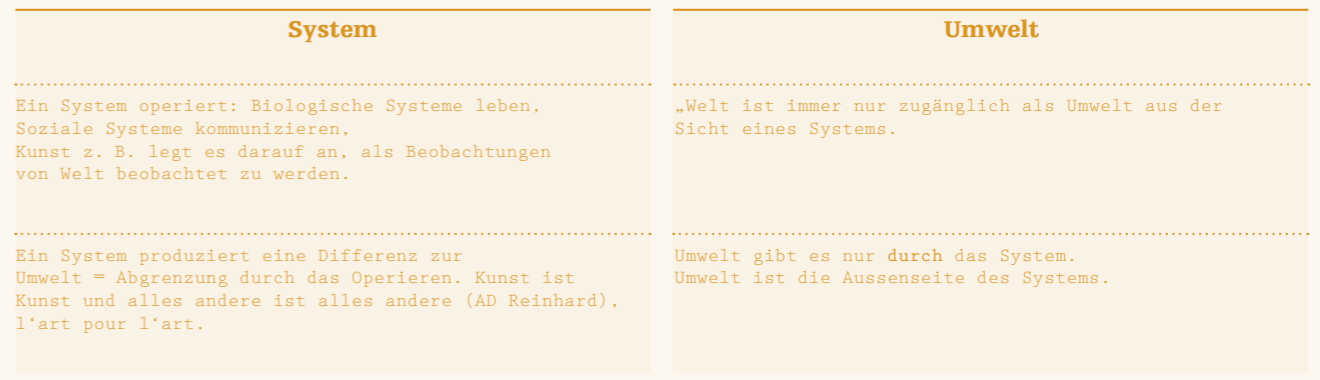 System
Ein System operiert: Biologische Systeme leben,
Soziale Systeme kommunizieren,
Kunst z. B. legt es darauf an, als Beobachtungen
von Welt beobachtet zu werden.
Ein System produziert eine Differenz zur
Umwelt = Abgrenzung durch das Operieren. Kunst ist
Kunst und alles andere ist alles andere (AD Reinhard),
l‘art pour l‘art.
Umwelt
„Welt ist immer nur zugänglich als Umwelt aus der
Sicht eines Systems.
Umwelt gibt es nur durch das System.
Umwelt ist die Aussenseite des Systems.